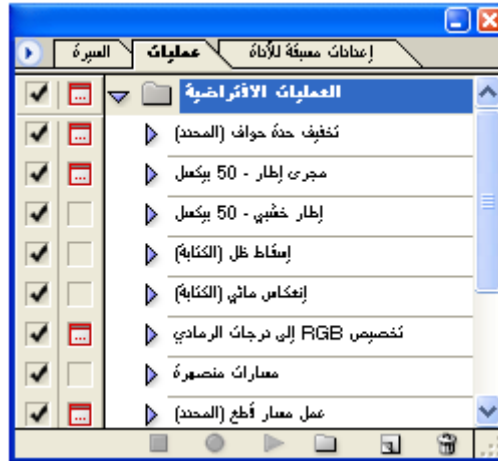 السيرة عمليات إعدادات مسبقة للأداة
العمليات الافتراضية
تخفيف حدة حواف (المحدد)
مجرى إطار - 50 بيكسل
إطار خشبي - 50 بيكسل
إسقاط ظل (الكتابة)
إنعكاس مائي (الكتابة)
تخصيص RGB إلى درجات الرمادي
مسارات منصهرة
عمل مسار قطع (المحدد)